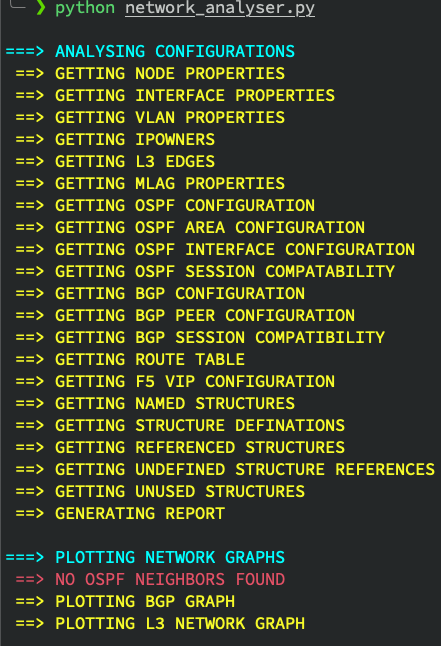 ❯ python network_analyser.py
===> ANALYSING CONFIGURATIONS
==> GETTING NODE PROPERTIES
==> GETTING INTERFACE PROPERTIES
==> GETTING VLAN PROPERTIES
==> GETTING IPOWNERS
==> GETTING L3 EDGES
==> GETTING MLAG PROPERTIES
==> GETTING OSPF CONFIGURATION
==> GETTING OSPF AREA CONFIGURATION
==> GETTING OSPF INTERFACE CONFIGURATION
==> GETTING OSPF SESSION COMPATABILITY
==> GETTING BGP CONFIGURATION
==> GETTING BGP PEER CONFIGURATION
==> GETTING BGP SESSION COMPATIBILITY
==> GETTING ROUTE TABLE
==> GETTING F5 VIP CONFIGURATION
==> GETTING NAMED STRUCTURES
==> GETTING STRUCTURE DEFINATIONS
==> GETTING REFERENCED STRUCTURES
==> GETTING UNDEFINED STRUCTURE REFERENCES
==> GETTING UNUSED STRUCTURES
==> GENERATING REPORT
===> PLOTTING NETWORK GRAPHS
==> NO OSPF NEIGHBORS FOUND
==> PLOTTING BGP GRAPH
==> PLOTTING L3 NETWORK GRAPH